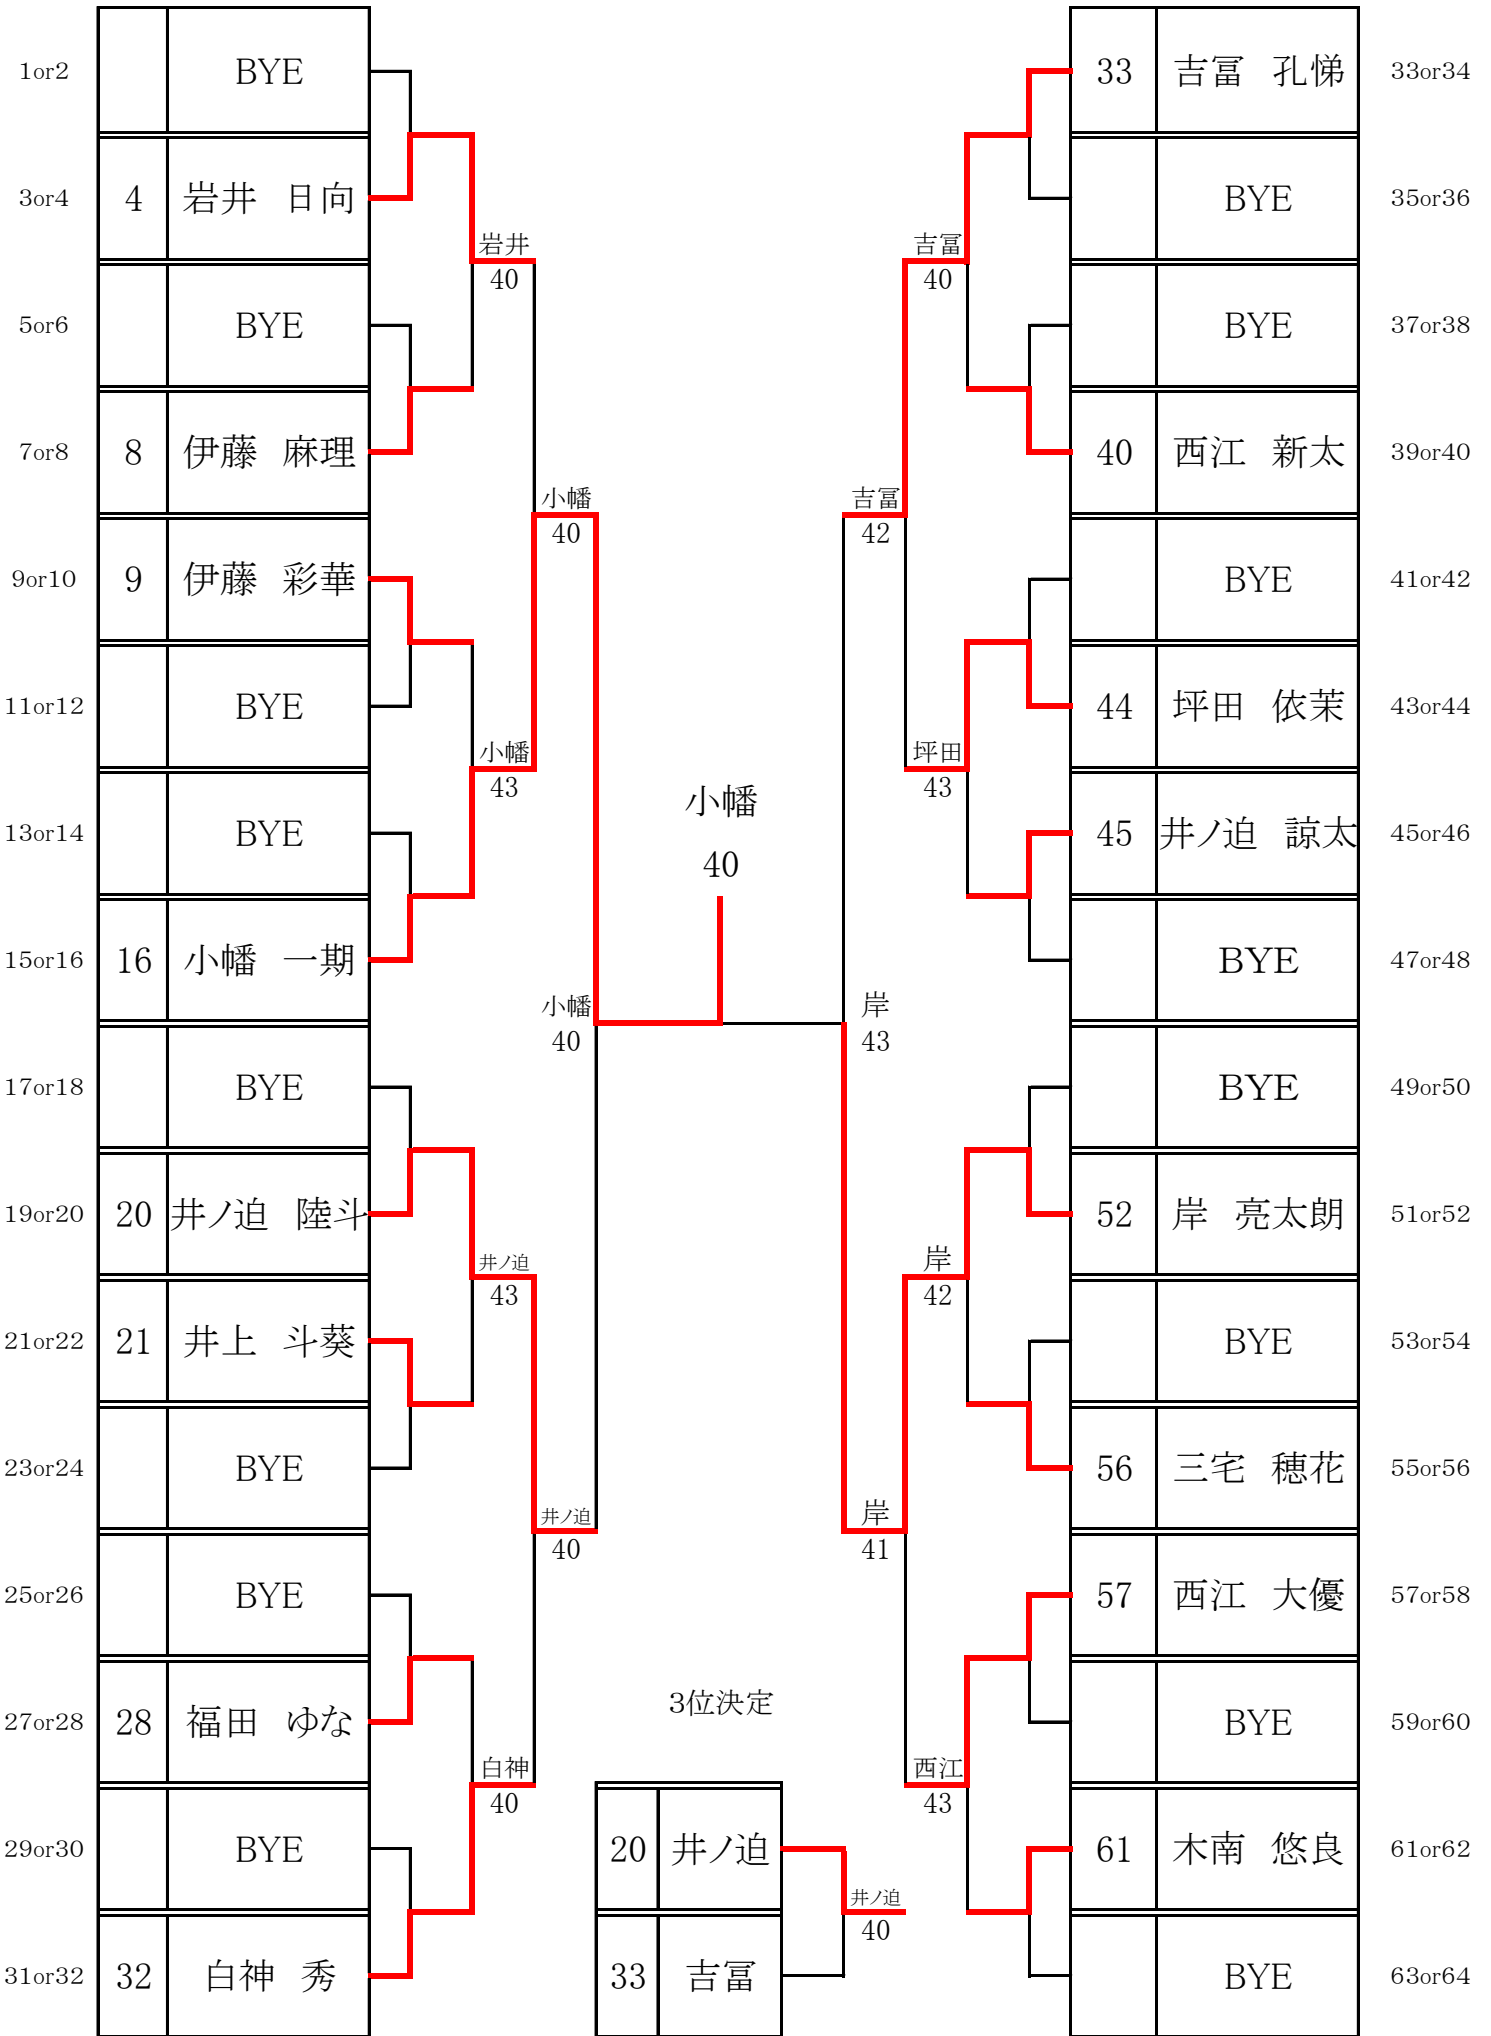 1or2 BYE
3or4 4 岩井 日向
岩井
40
5or6 BYE
7or8 8 伊藤 麻理
小幡
40
9or10 9 伊藤 彩華
11or12 BYE
小幡
43
13or14 BYE
15or16 16 小幡 一期
小幡
40
17or18 BYE
19or20 20 井ノ迫 陸斗
井ノ迫
43
21or22 21 井上 斗葵
23or24 BYE
井ノ迫
40
25or26 BYE
27or28 28 福田 ゆな
白神
40
29or30 BYE
31or32 32 白神 秀
小幡
40
3位決定
20 井ノ迫
井ノ迫
40
33 吉冨
33 吉冨 孔悌 33or34
BYE 35or36
吉冨
40
BYE 37or38
40 西江 新太 39or40
吉冨
42
BYE 41or42
44 坪田 依茉 43or44
坪田
43
45 井ノ迫 諒太 45or46
BYE 47or48
岸
43
BYE 49or50
52 岸 亮太朗 51or52
岸
42
BYE 53or54
56 三宅 穂花 55or56
岸
41
57 西江 大優 57or58
BYE 59or60
西江
43
61 木南 悠良 61or62
BYE 63or64